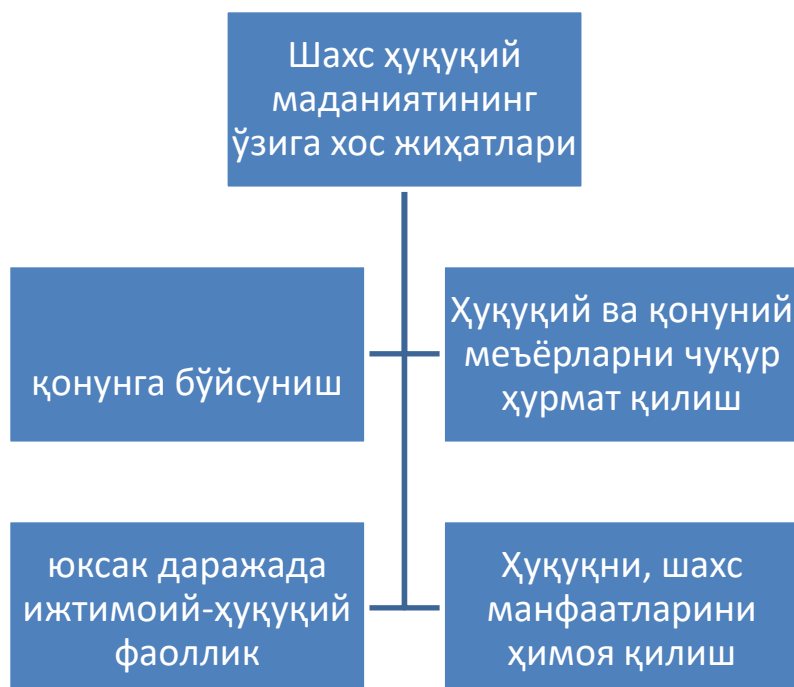 Шахс ҳуқуқий
маданиятининг
ўзига хос жиҳатлари
қонунга бўйсуниш
Ҳуқуқий ва қонуний
меъёрларни чуқур
ҳурмат қилиш
юксак даражада
ижтимоий-ҳуқуқий
фаоллик
Ҳуқуқни, шахс
манфаатларини
ҳимоя қилиш